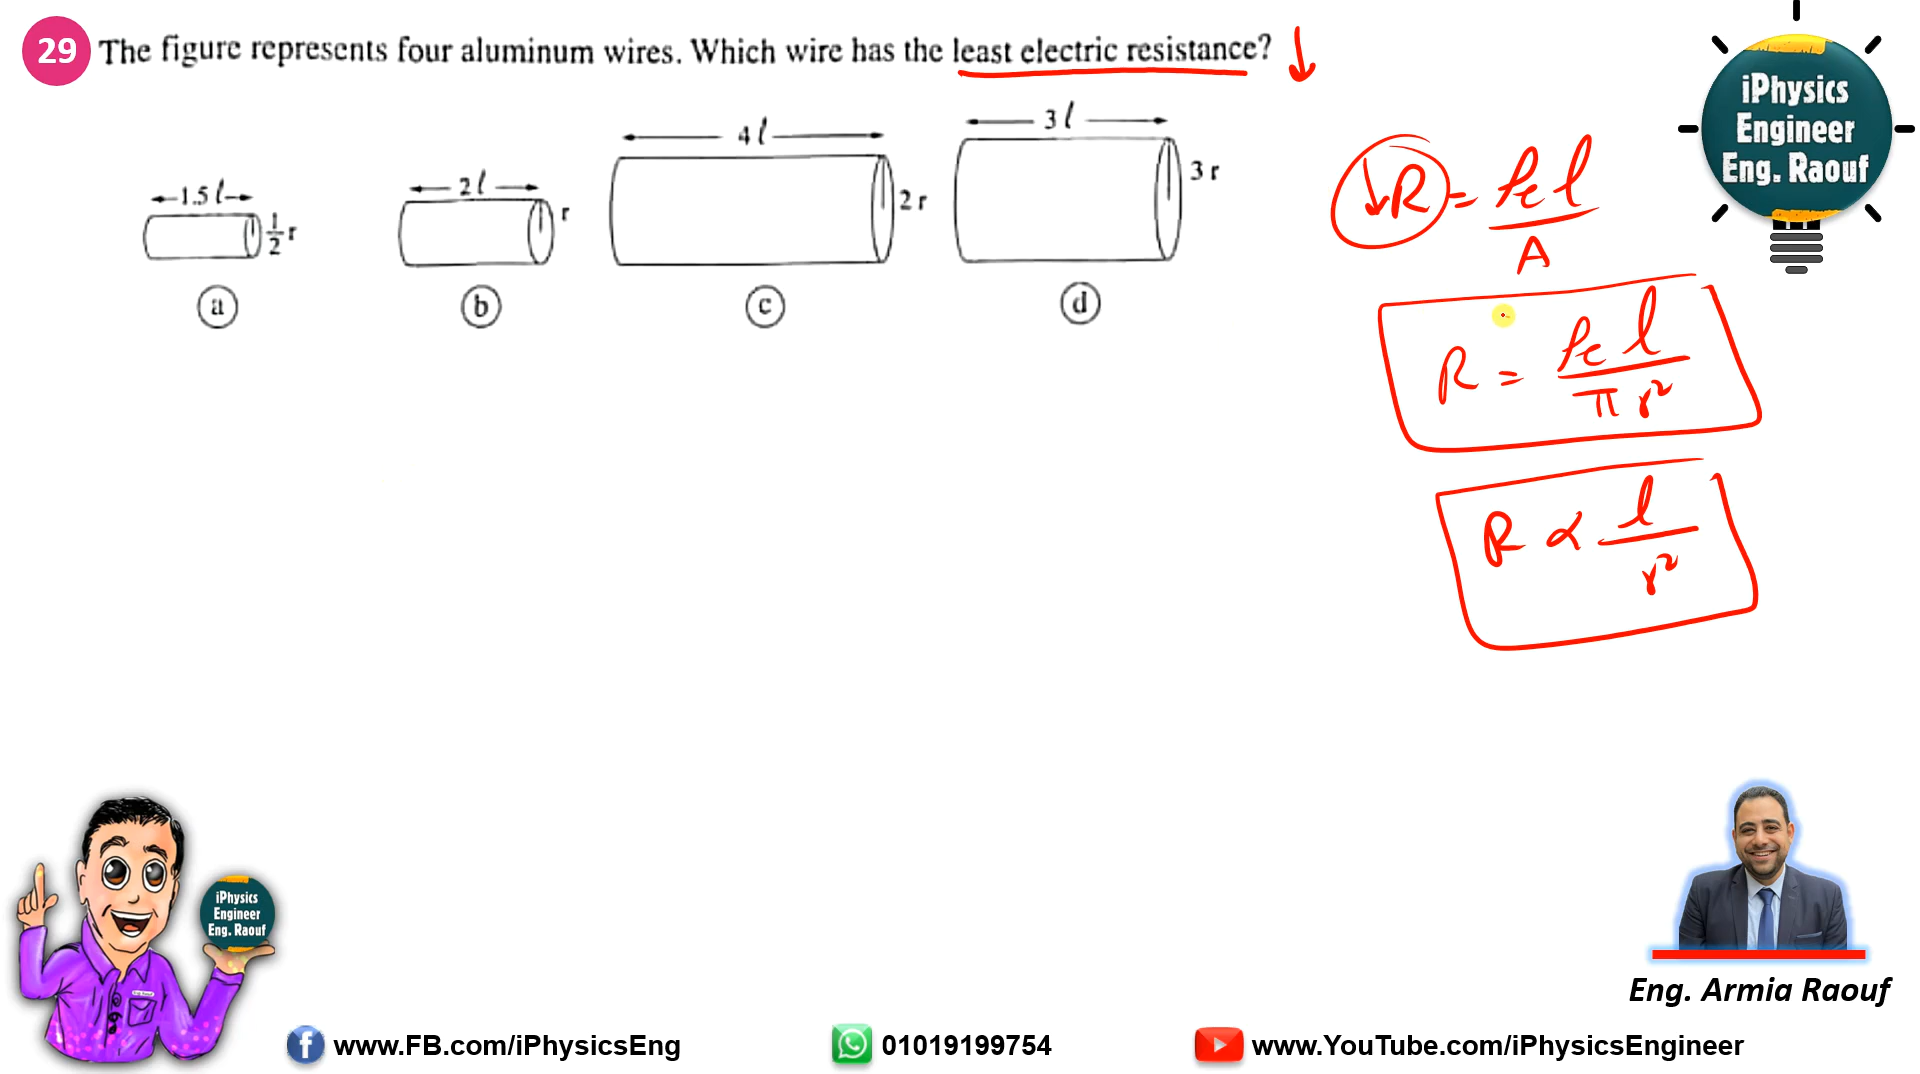 29 The figure represents four aluminum wires. Which wire has the least electric resistance? ↓
1.5 l
1/2 r
a
2 l
r
b
4 l
2 r
c
3 l
3 r
d
↓R = ρe l / A
R = ρe l / π r²
R ∝ l / r²
iPhysics
Engineer
Eng. Raouf
iPhysics
Engineer
Eng. Raouf
Eng. Armia Raouf
www.FB.com/iPhysicsEng
01019199754
www.YouTube.com/iPhysicsEngineer